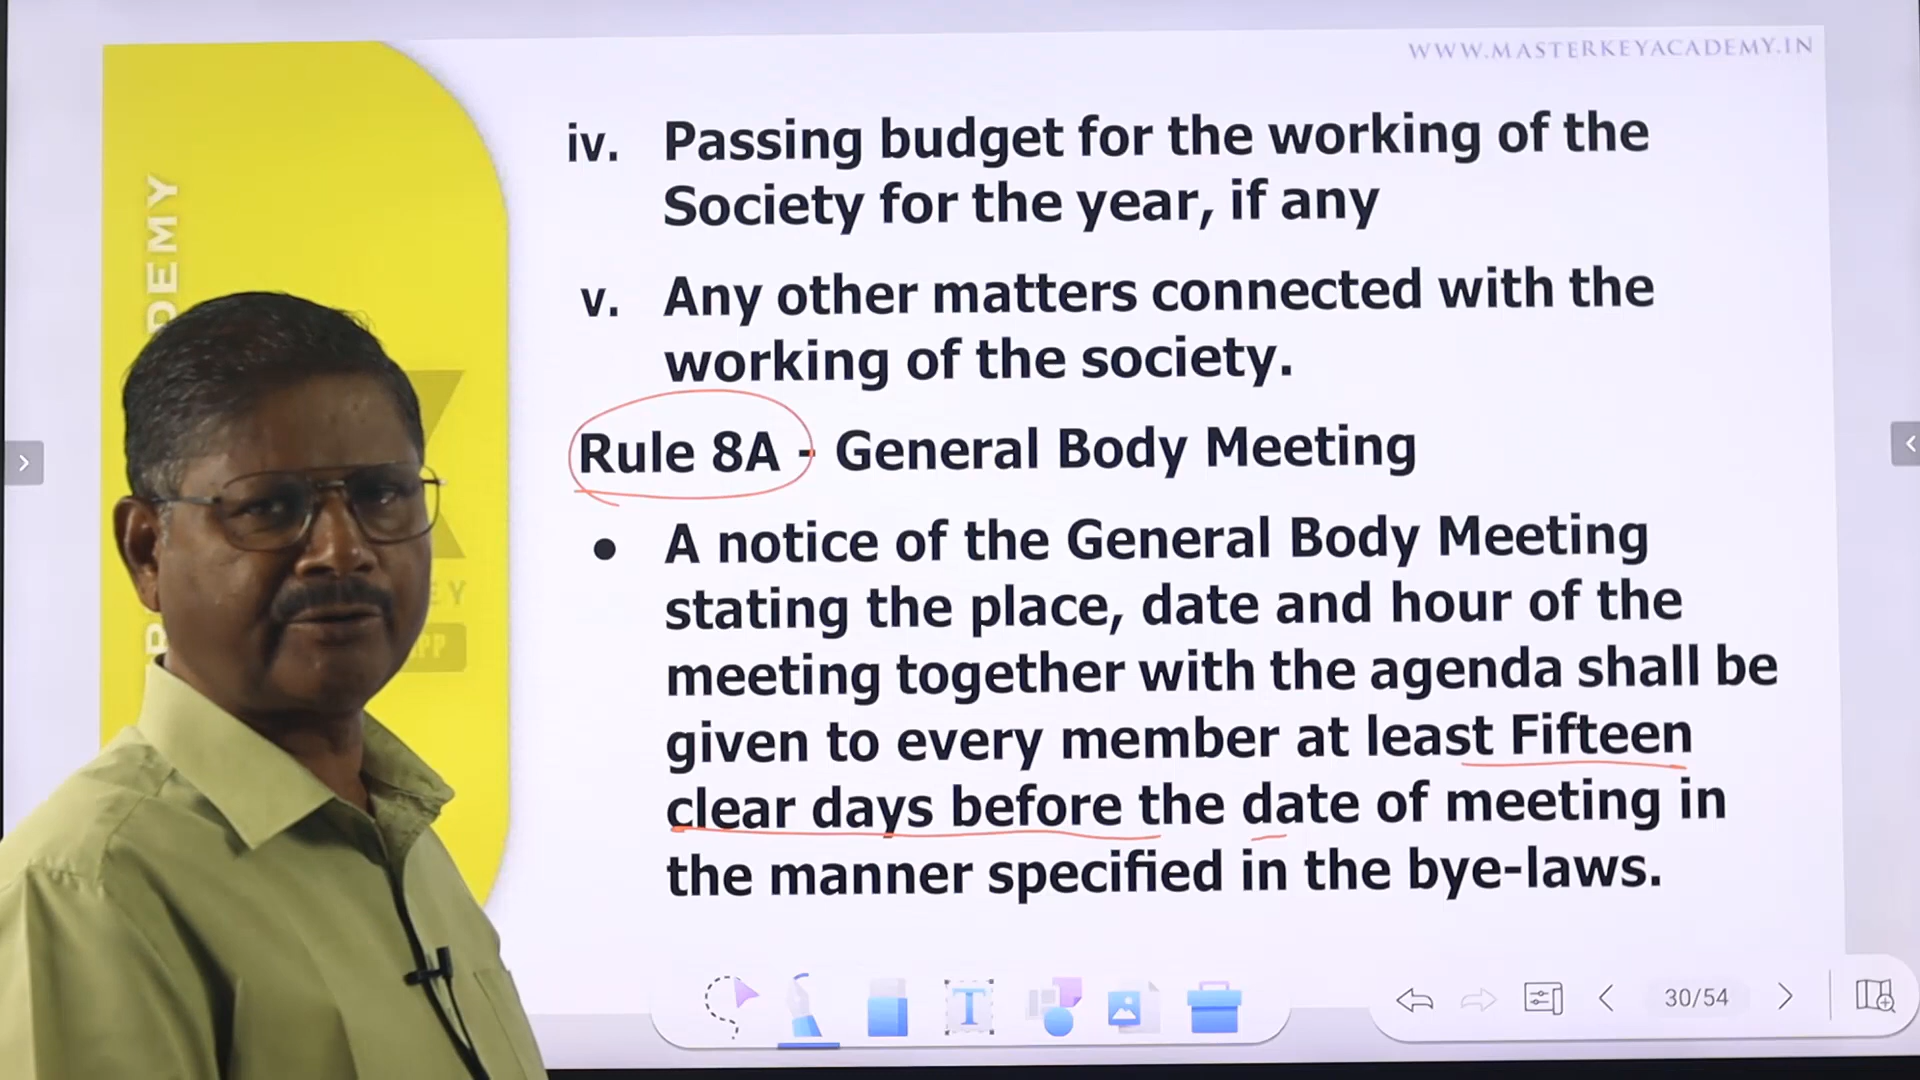 WWW.MASTERKEYACADEMY.IN
iv. Passing budget for the working of the
Society for the year, if any
v. Any other matters connected with the
working of the society.
Rule 8A - General Body Meeting
• A notice of the General Body Meeting
stating the place, date and hour of the
meeting together with the agenda shall be
given to every member at least Fifteen
clear days before the date of meeting in
the manner specified in the bye-laws.
DEMY
EY
PP
T
30/54